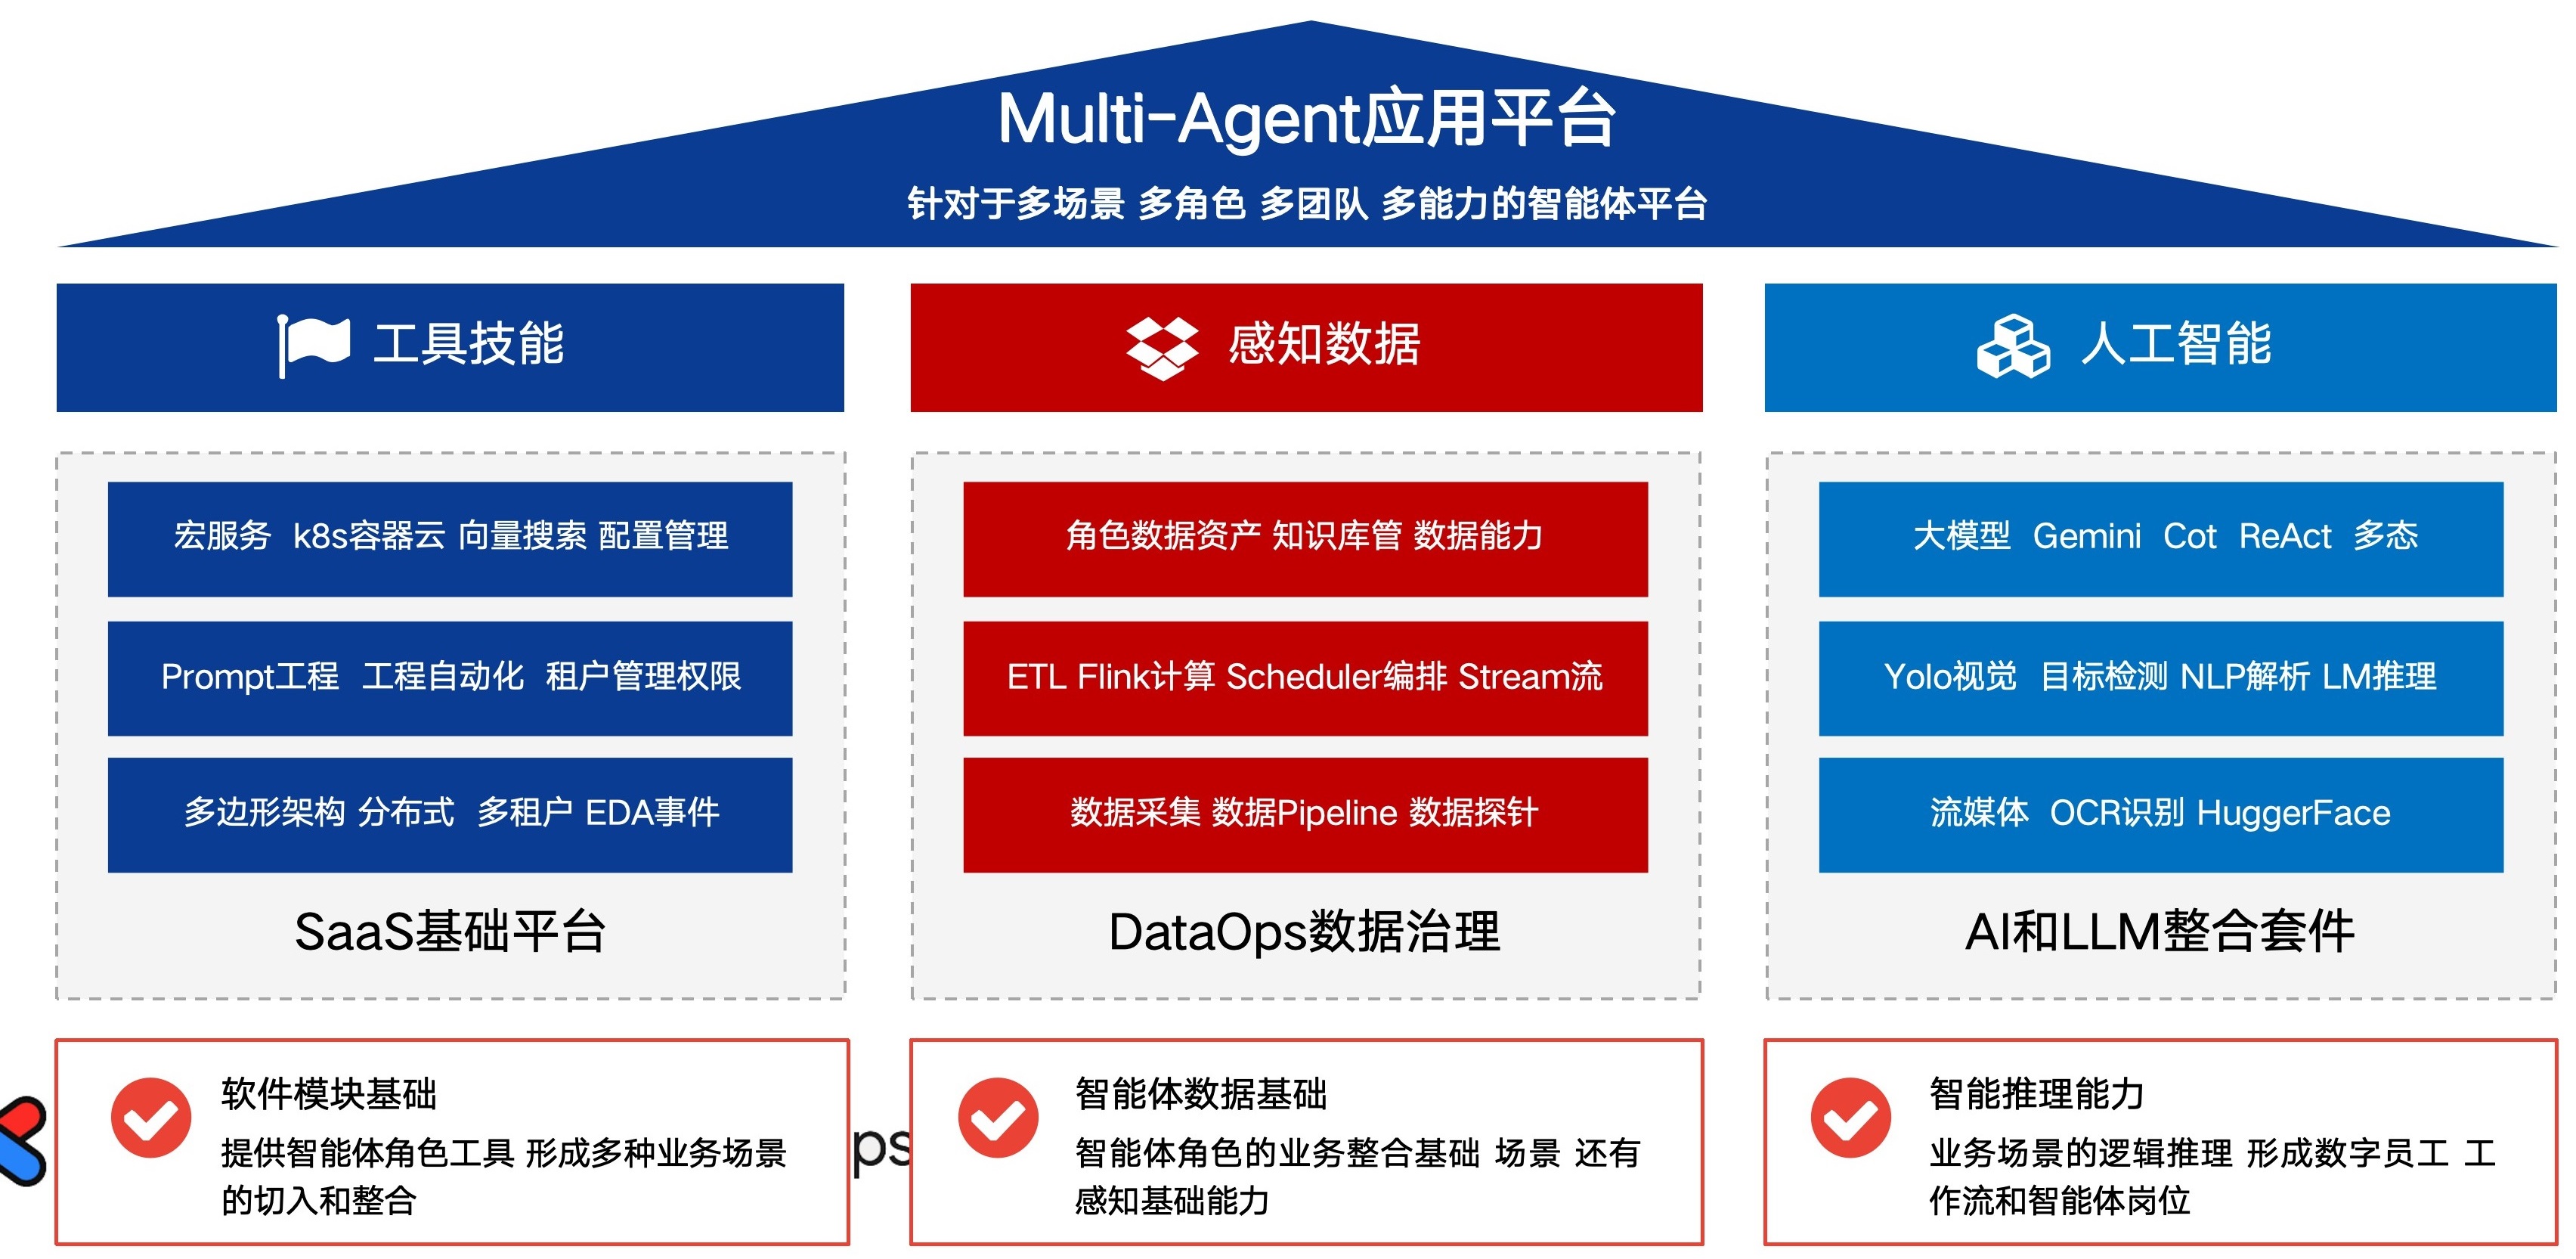 Multi-Agent应用平台
针对于多场景 多角色 多团队 多能力的智能体平台
工具技能
感知数据
人工智能
宏服务 k8s容器云 向量搜索 配置管理
Prompt工程 工程自动化 租户管理权限
多边形架构 分布式 多租户 EDA事件
SaaS基础平台
角色数据资产 知识库管 数据能力
ETL Flink计算 Scheduler编排 Stream流
数据采集 数据Pipeline 数据探针
DataOps数据治理
大模型 Gemini Cot ReAct 多态
Yolo视觉 目标检测 NLP解析 LM推理
流媒体 OCR识别 HuggerFace
AI和LLM整合套件
软件模块基础
提供智能体角色工具 形成多种业务场景
的切入和整合
ps
智能体数据基础
智能体角色的业务整合基础 场景 还有
感知基础能力
智能推理能力
业务场景的逻辑推理 形成数字员工 工
作流和智能体岗位